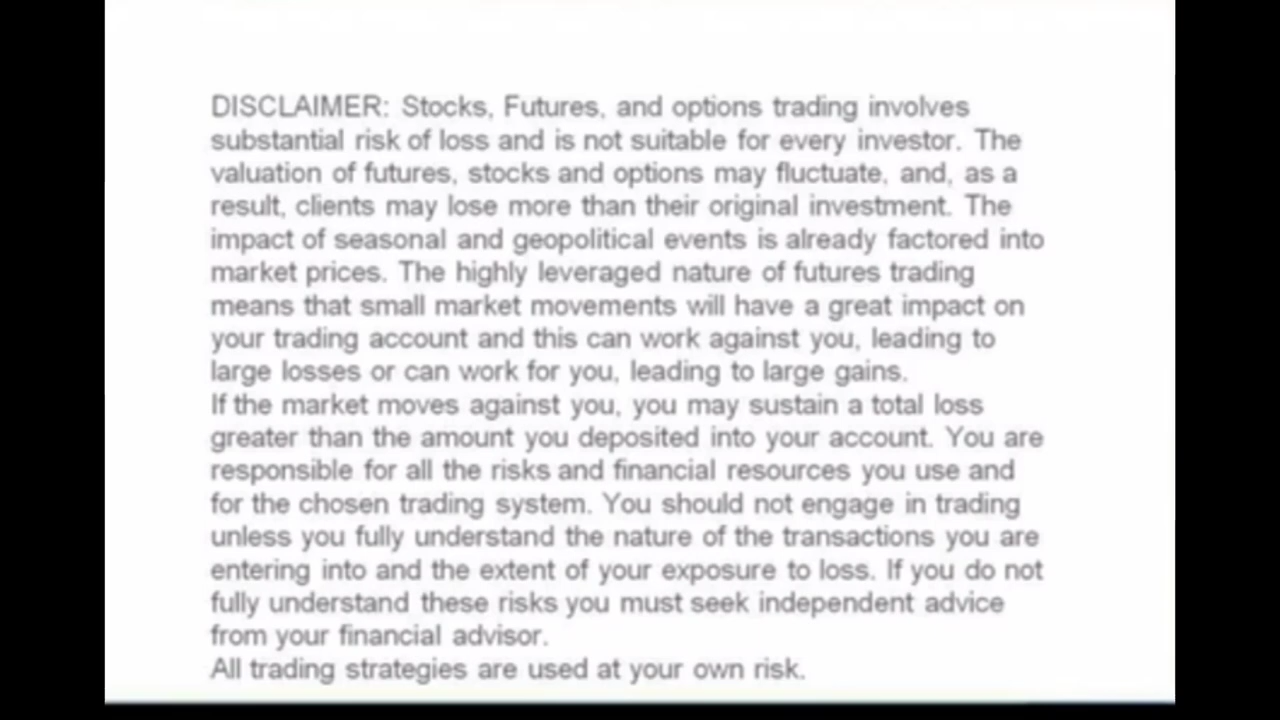 DISCLAIMER: Stocks, Futures, and options trading involves
substantial risk of loss and is not suitable for every investor. The
valuation of futures, stocks and options may fluctuate, and, as a
result, clients may lose more than their original investment. The
impact of seasonal and geopolitical events is already factored into
market prices. The highly leveraged nature of futures trading
means that small market movements will have a great impact on
your trading account and this can work against you, leading to
large losses or can work for you, leading to large gains.
If the market moves against you, you may sustain a total loss
greater than the amount you deposited into your account. You are
responsible for all the risks and financial resources you use and
for the chosen trading system. You should not engage in trading
unless you fully understand the nature of the transactions you are
entering into and the extent of your exposure to loss. If you do not
fully understand these risks you must seek independent advice
from your financial advisor.
All trading strategies are used at your own risk.